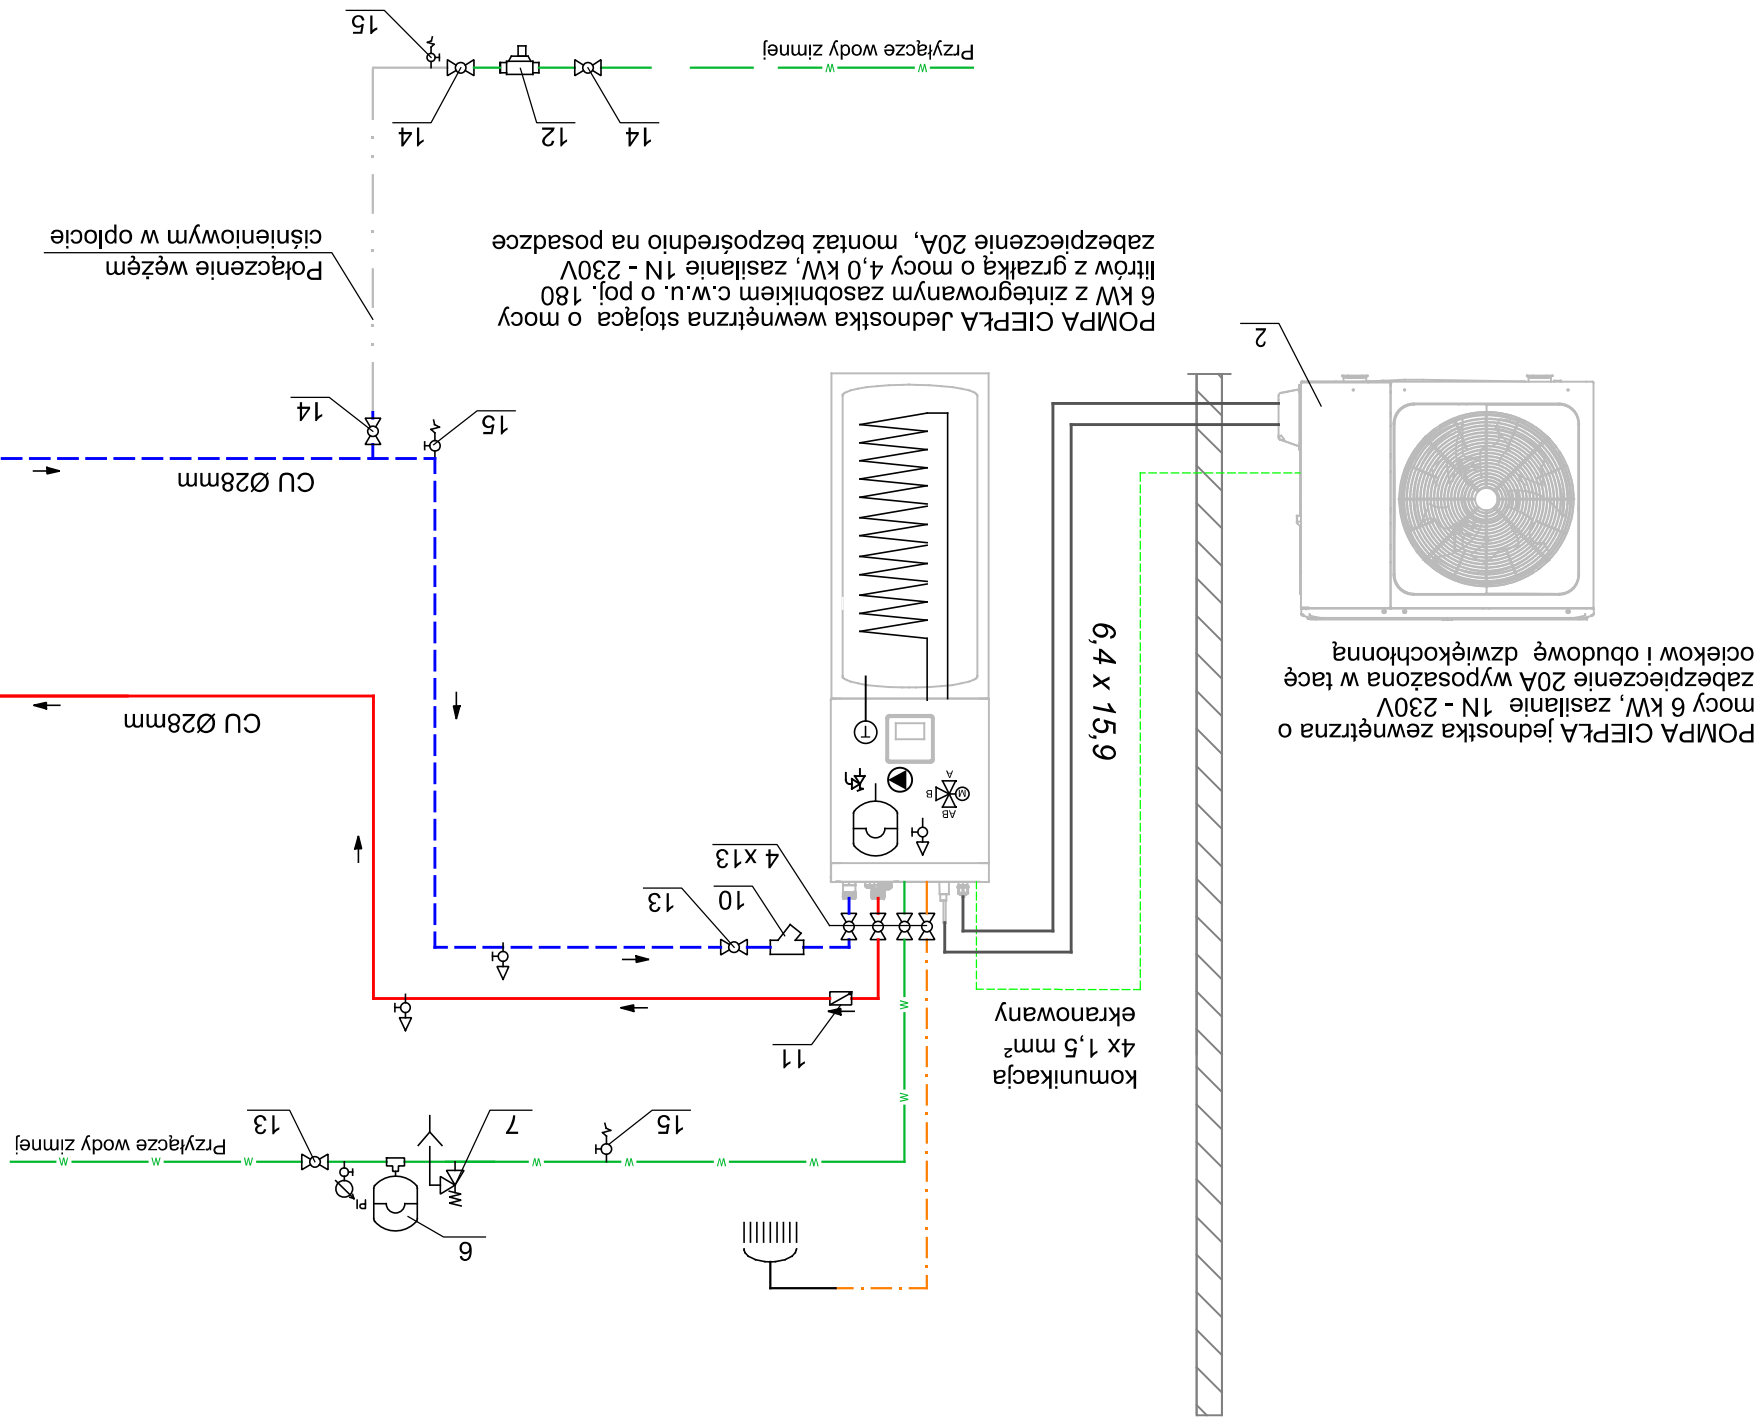 6
PI
Przyłącze wody zimnej
W W W W W W W
15
7
13
komunikacja
4x 1,5 mm²
ekranowany
W
W
11
10
13
4 x13
AB
M
B
A
T
POMPA CIEPŁA jednostka zewnętrzna o
mocy 6 kW, zasilanie 1N - 230V
zabezpieczenie 20A wyposażona w tacę
ociekow i obudowę dzwiękochłonną
6,4 x 15,9
CU Ø28mm
CU Ø28mm
2
15
14
POMPA CIEPŁA Jednostka wewnętrzna stojąca o mocy
6 kW z zintegrowanym zasobnikiem c.w.u. o poj. 180
litrów z grzałką o mocy 4,0 kW, zasilanie 1N - 230V
zabezpieczenie 20A, montaż bezpośrednio na posadzce
Połączenie wężem
ciśnieniowym w oplocie
14
12
14
W W
Przyłącze wody zimnej
15